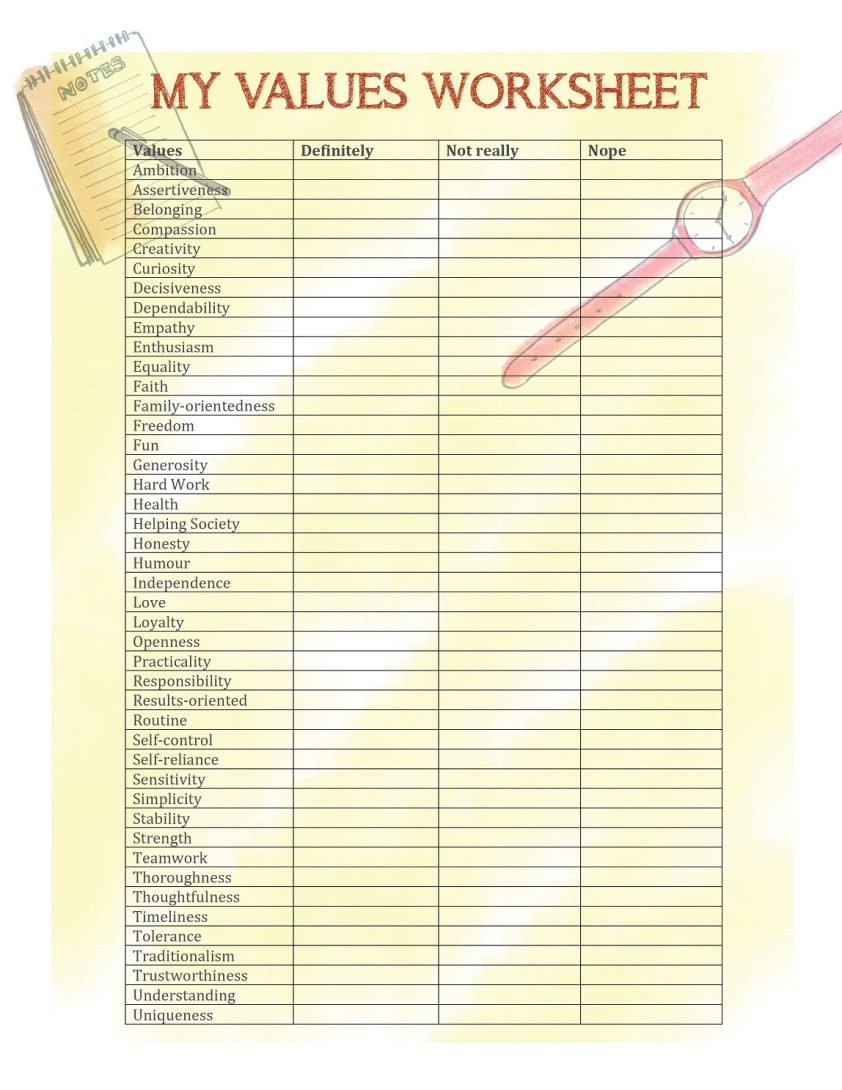 NOTES
MY VALUES WORKSHEET
Values Definitely Not really Nope
Ambition
Assertiveness
Belonging
Compassion
Creativity
Curiosity
Decisiveness
Dependability
Empathy
Enthusiasm
Equality
Faith
Family-orientedness
Freedom
Fun
Generosity
Hard Work
Health
Helping Society
Honesty
Humour
Independence
Love
Loyalty
Openness
Practicality
Responsibility
Results-oriented
Routine
Self-control
Self-reliance
Sensitivity
Simplicity
Stability
Strength
Teamwork
Thoroughness
Thoughtfulness
Timeliness
Tolerance
Traditionalism
Trustworthiness
Understanding
Uniqueness